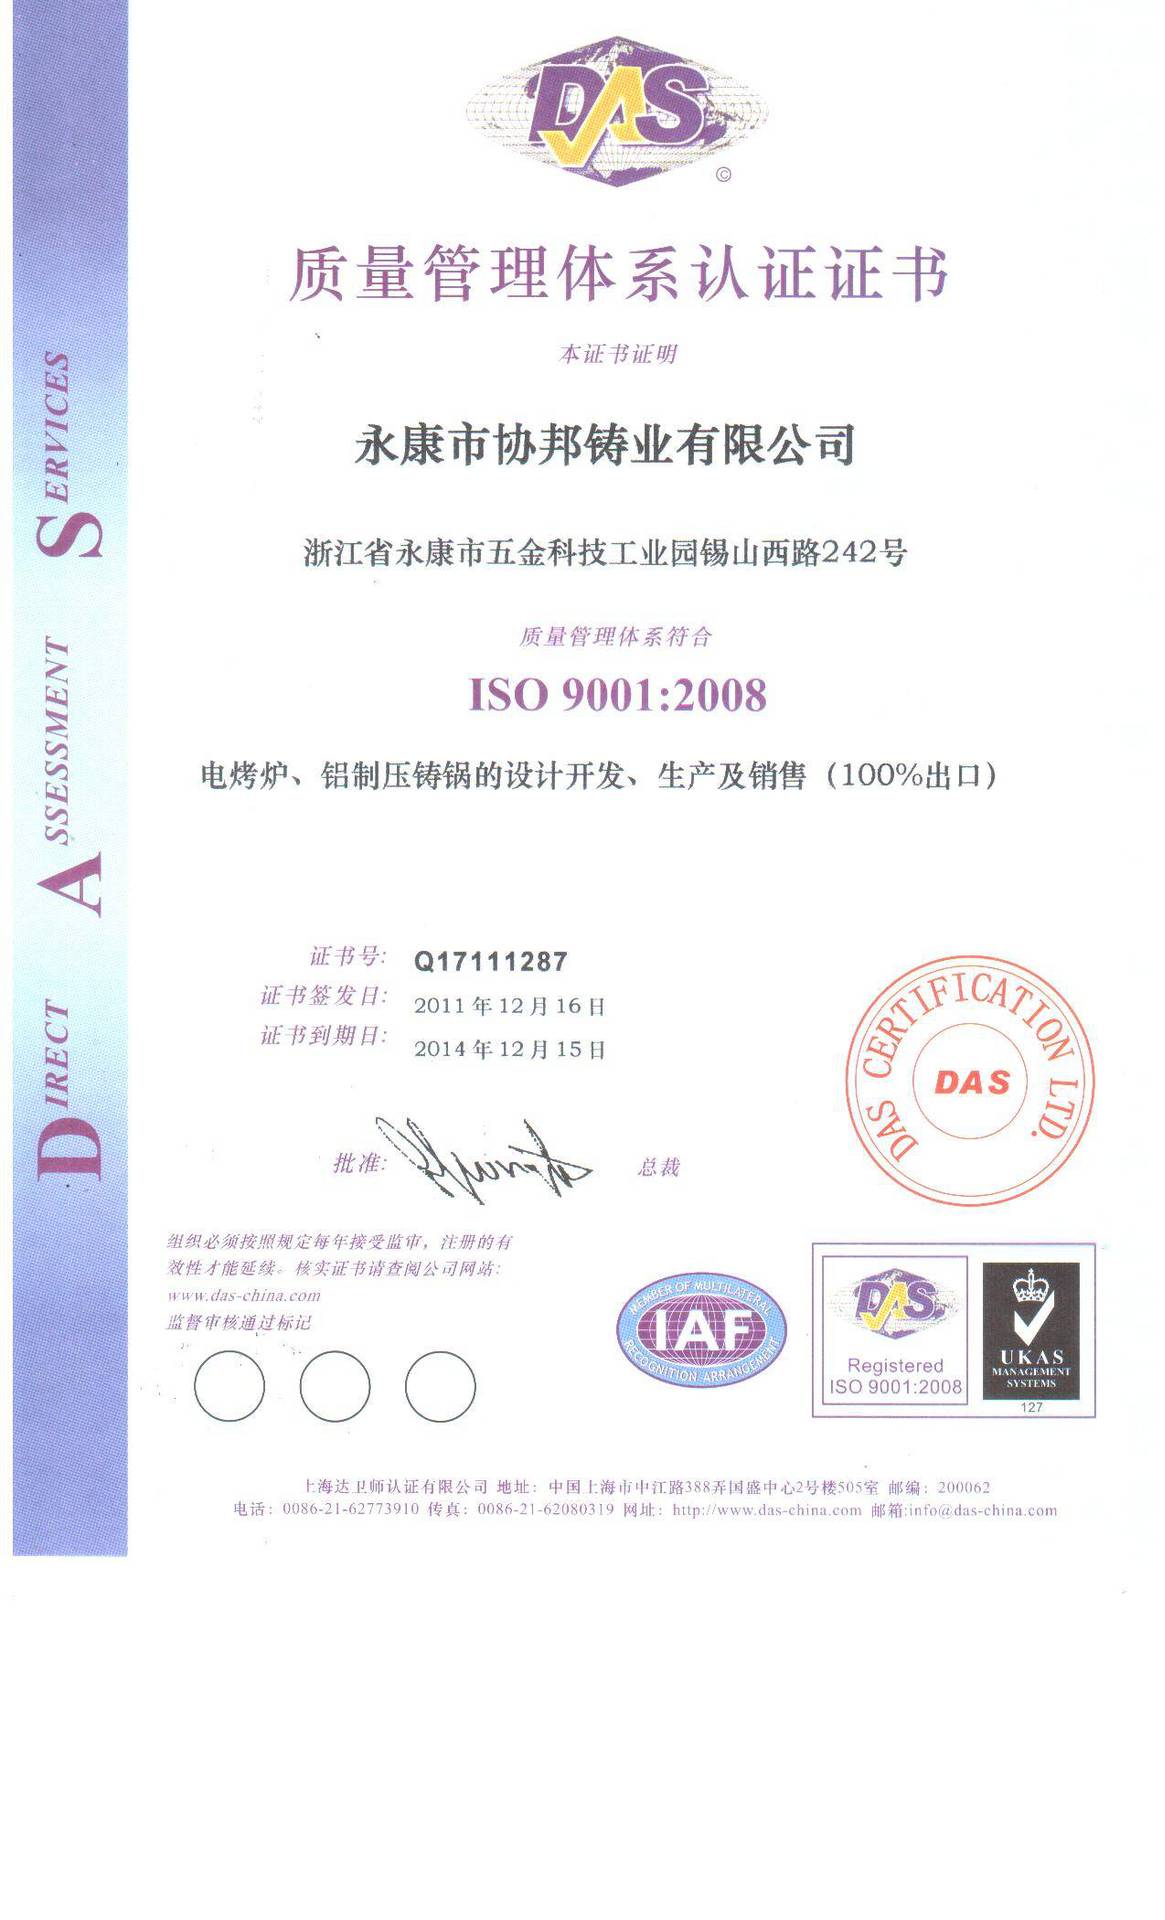 DAS
©
质量管理体系认证证书
本证书证明
永康市协邦铸业有限公司
浙江省永康市五金科技工业园锡山西路242号
质量管理体系符合
ISO 9001:2008
电烤炉、铝制压铸锅的设计开发、生产及销售（100%出口）
证书号: Q17111287
证书签发日: 2011年12月16日
证书到期日: 2014年12月15日
批准: 总裁
DAS CERTIFICATION LTD.
DAS
组织必须按照规定每年接受监审，注册的有
效性才能延续。核实证书请查阅公司网站:
www.das-china.com
监督审核通过标记
MEMBER OF MULTILATERAL
IAF
RECOGNITION ARRANGEMENT
DAS
Registered
ISO 9001:2008
UKAS
MANAGEMENT
SYSTEMS
127
上海达卫师认证有限公司 地址：中国上海市中江路388弄国盛中心2号楼505室 邮编：200062
电话：0086-21-62773910 传真：0086-21-62080319 网址：http://www.das-china.com 邮箱:info@das-china.com
DIRECT ASSESSMENT SERVICES